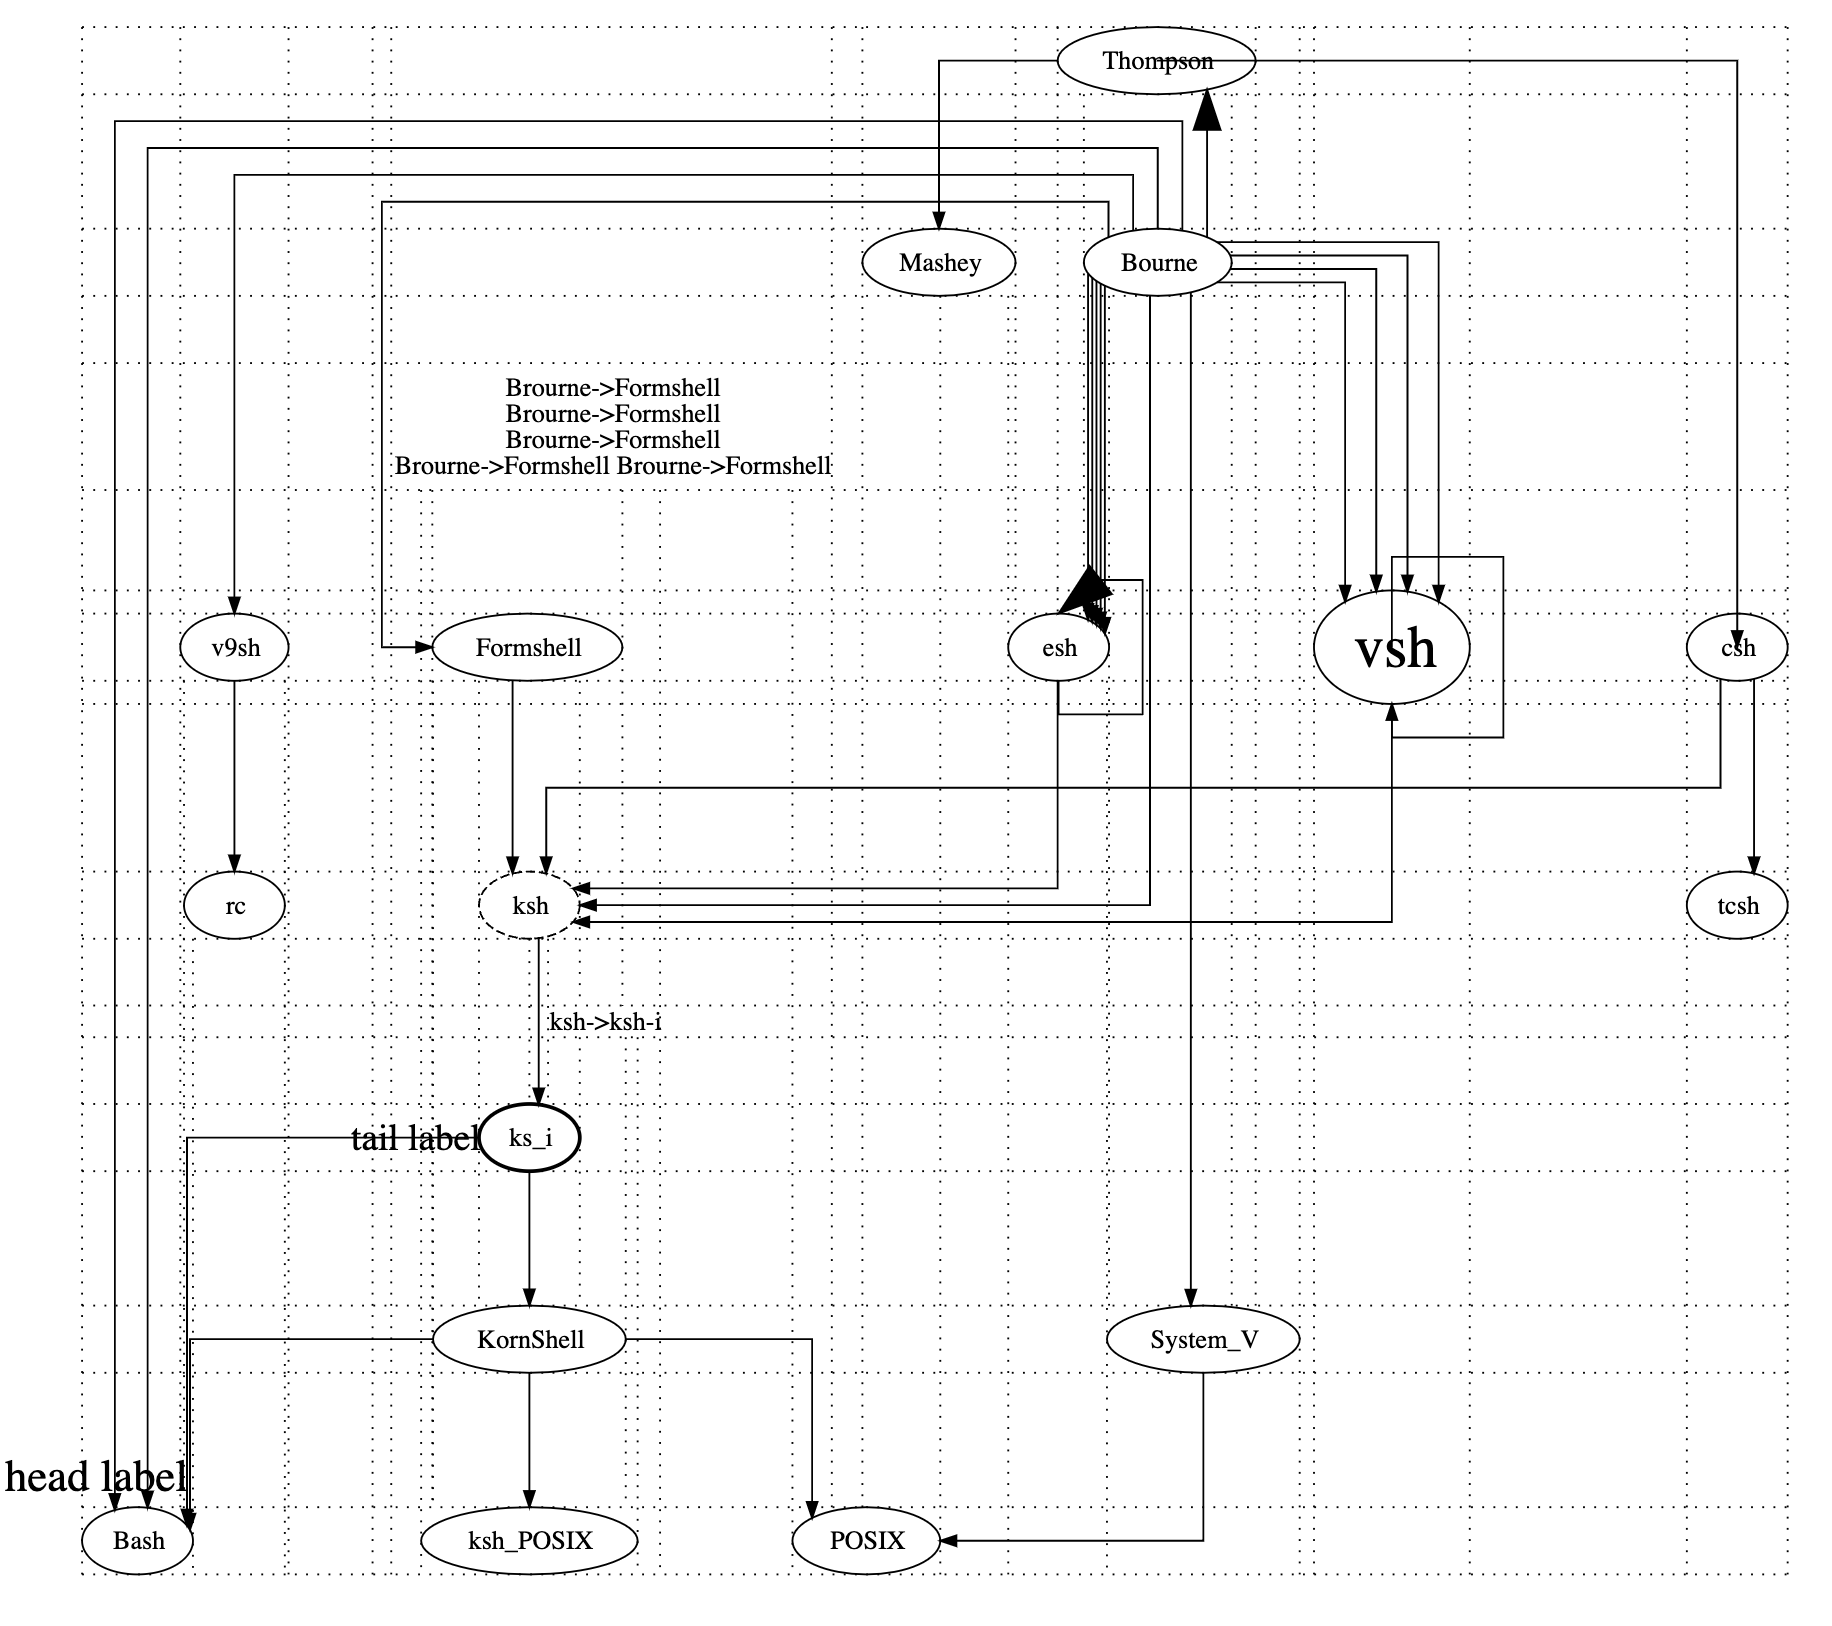 Thompson
Mashey
Bourne
Brourne->Formshell
Brourne->Formshell
Brourne->Formshell
Brourne->Formshell Brourne->Formshell
v9sh
Formshell
esh
vsh
csh
rc
ksh
tcsh
ksh->ksh-i
tail label
ks_i
KornShell
System_V
head label
Bash
ksh_POSIX
POSIX